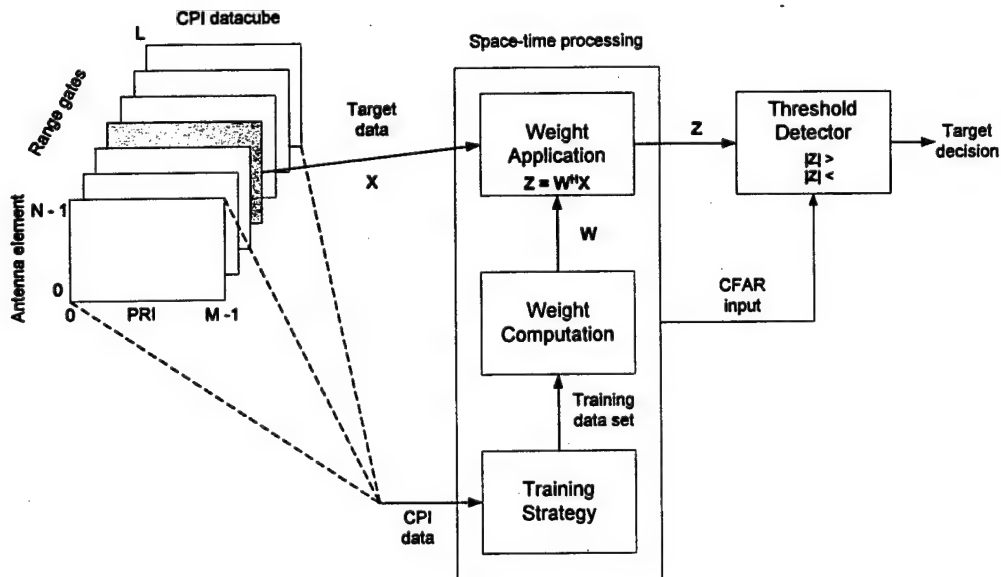 CPI datacube
L
Range gates
Antenna element
N - 1
0
0
PRI
M -1
Target
data
X
Space-time processing
Weight
Application
Z = W^H X
W
Weight
Computation
Training
data set
Training
Strategy
CPI
data
Z
Threshold
Detector
|Z| >
|Z| <
Target
decision
CFAR
input